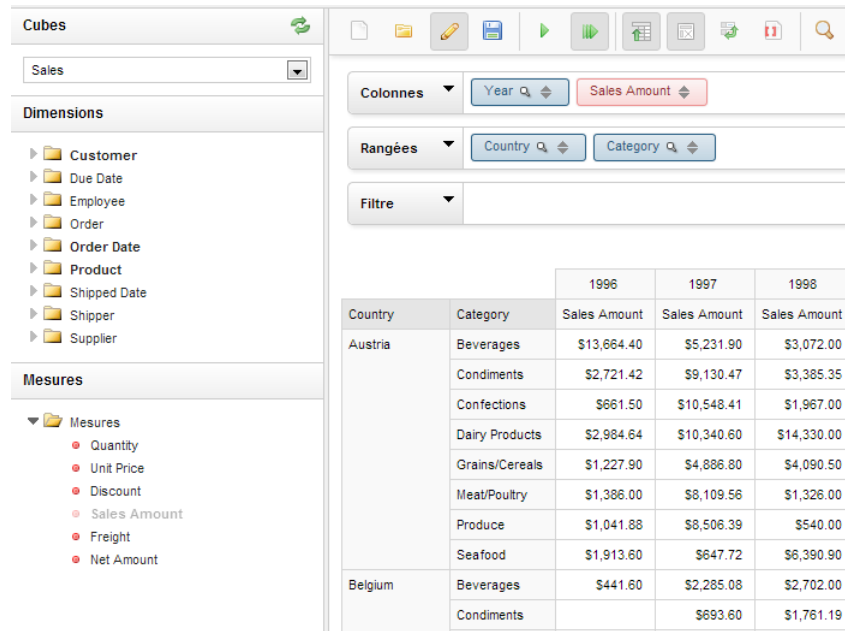 Cubes
Sales
Dimensions
Customer
Due Date
Employee
Order
Order Date
Product
Shipped Date
Shipper
Supplier
Mesures
Mesures
Quantity
Unit Price
Discount
Sales Amount
Freight
Net Amount
Colonnes Year Sales Amount
Rangées Country Category
Filtre
1996 1997 1998
Country Category Sales Amount Sales Amount Sales Amount
Austria Beverages $13,664.40 $5,231.90 $3,072.00
Condiments $2,721.42 $9,130.47 $3,385.35
Confections $661.50 $10,548.41 $1,967.00
Dairy Products $2,984.64 $10,340.60 $14,330.00
Grains/Cereals $1,227.90 $4,886.80 $4,090.50
Meat/Poultry $1,386.00 $8,109.56 $1,326.00
Produce $1,041.88 $8,506.39 $540.00
Seafood $1,913.60 $647.72 $6,390.90
Belgium Beverages $441.60 $2,285.08 $2,702.00
Condiments $693.60 $1,761.19